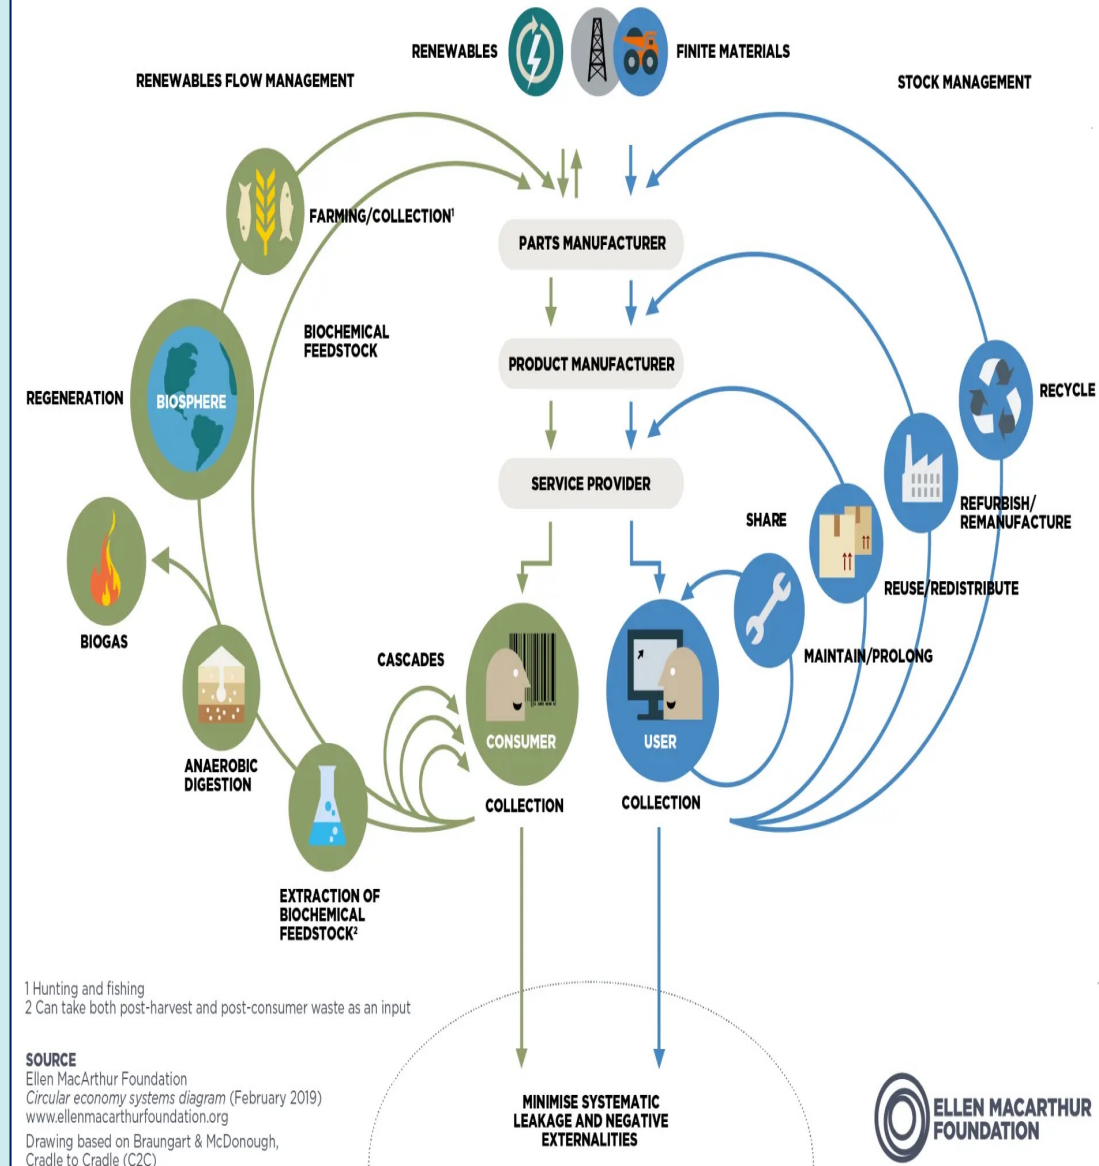 RENEWABLES
FINITE MATERIALS
RENEWABLES FLOW MANAGEMENT
STOCK MANAGEMENT
FARMING/COLLECTION¹
PARTS MANUFACTURER
BIOCHEMICAL
FEEDSTOCK
PRODUCT MANUFACTURER
REGENERATION
BIOSPHERE
RECYCLE
SERVICE PROVIDER
SHARE
REFURBISH/
REMANUFACTURE
REUSE/REDISTRIBUTE
BIOGAS
MAINTAIN/PROLONG
CASCADES
CONSUMER
USER
ANAEROBIC
DIGESTION
COLLECTION
COLLECTION
EXTRACTION OF
BIOCHEMICAL
FEEDSTOCK²
1 Hunting and fishing
2 Can take both post-harvest and post-consumer waste as an input
SOURCE
Ellen MacArthur Foundation
Circular economy systems diagram (February 2019)
www.ellenmacarthurfoundation.org
Drawing based on Braungart & McDonough,
Cradle to Cradle (C2C)
MINIMISE SYSTEMATIC
LEAKAGE AND NEGATIVE
EXTERNALITIES
ELLEN MACARTHUR
FOUNDATION